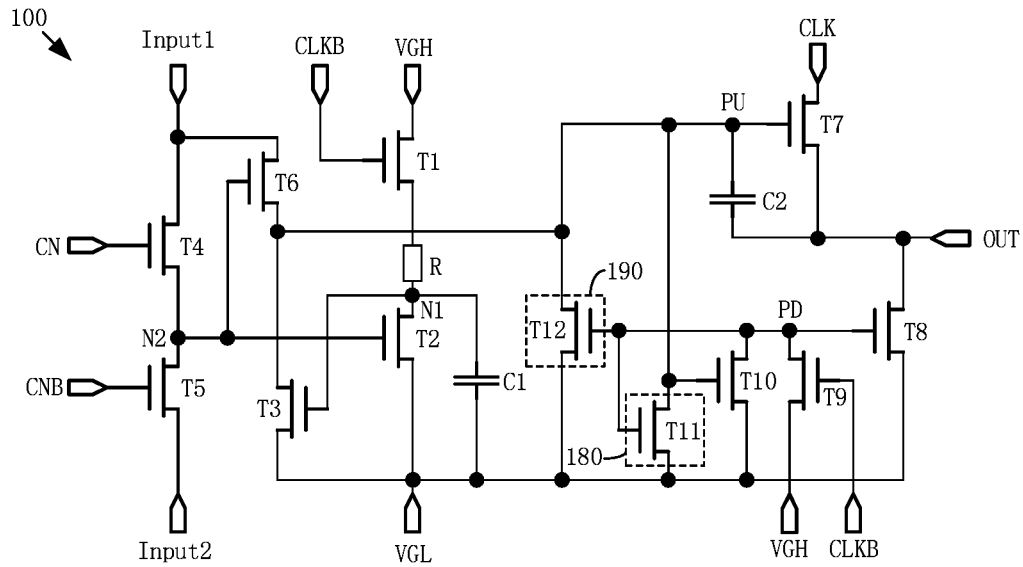 100
Input1
CLKB
VGH
CLK
PU
T7
T1
T6
C2
CN
T4
OUT
R
190
N1
PD
N2
T2
T12
T8
CNB
T5
T3
C1
T10
T9
T11
180
Input2
VGL
VGH
CLKB